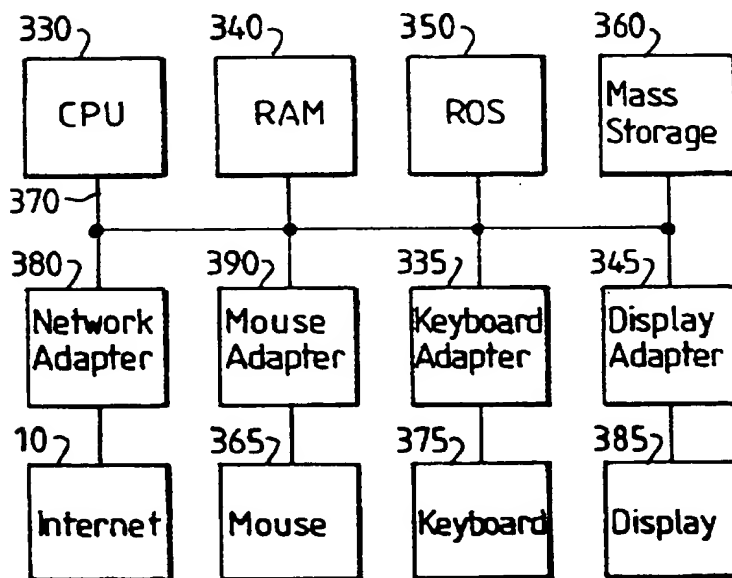 330 340 350 360
CPU RAM ROS Mass
Storage
370
380 390 335 345
Network Mouse Keyboard Display
Adapter Adapter Adapter Adapter
10 365 375 385
Internet Mouse Keyboard Display